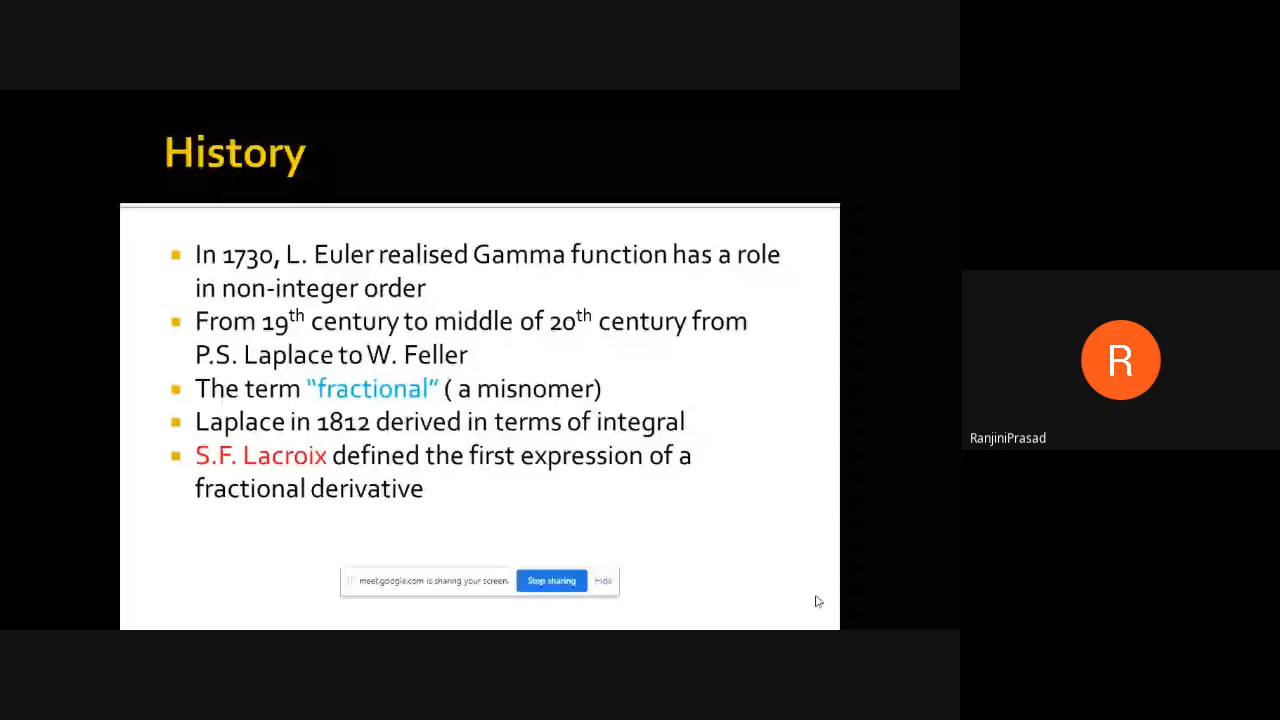 History
In 1730, L. Euler realised Gamma function has a role
in non-integer order
From 19th century to middle of 20th century from
P.S. Laplace to W. Feller
The term "fractional" ( a misnomer)
Laplace in 1812 derived in terms of integral
S.F. Lacroix defined the first expression of a
fractional derivative
meet.google.com is sharing your screen.
Stop sharing
Hide
R
RanjiniPrasad